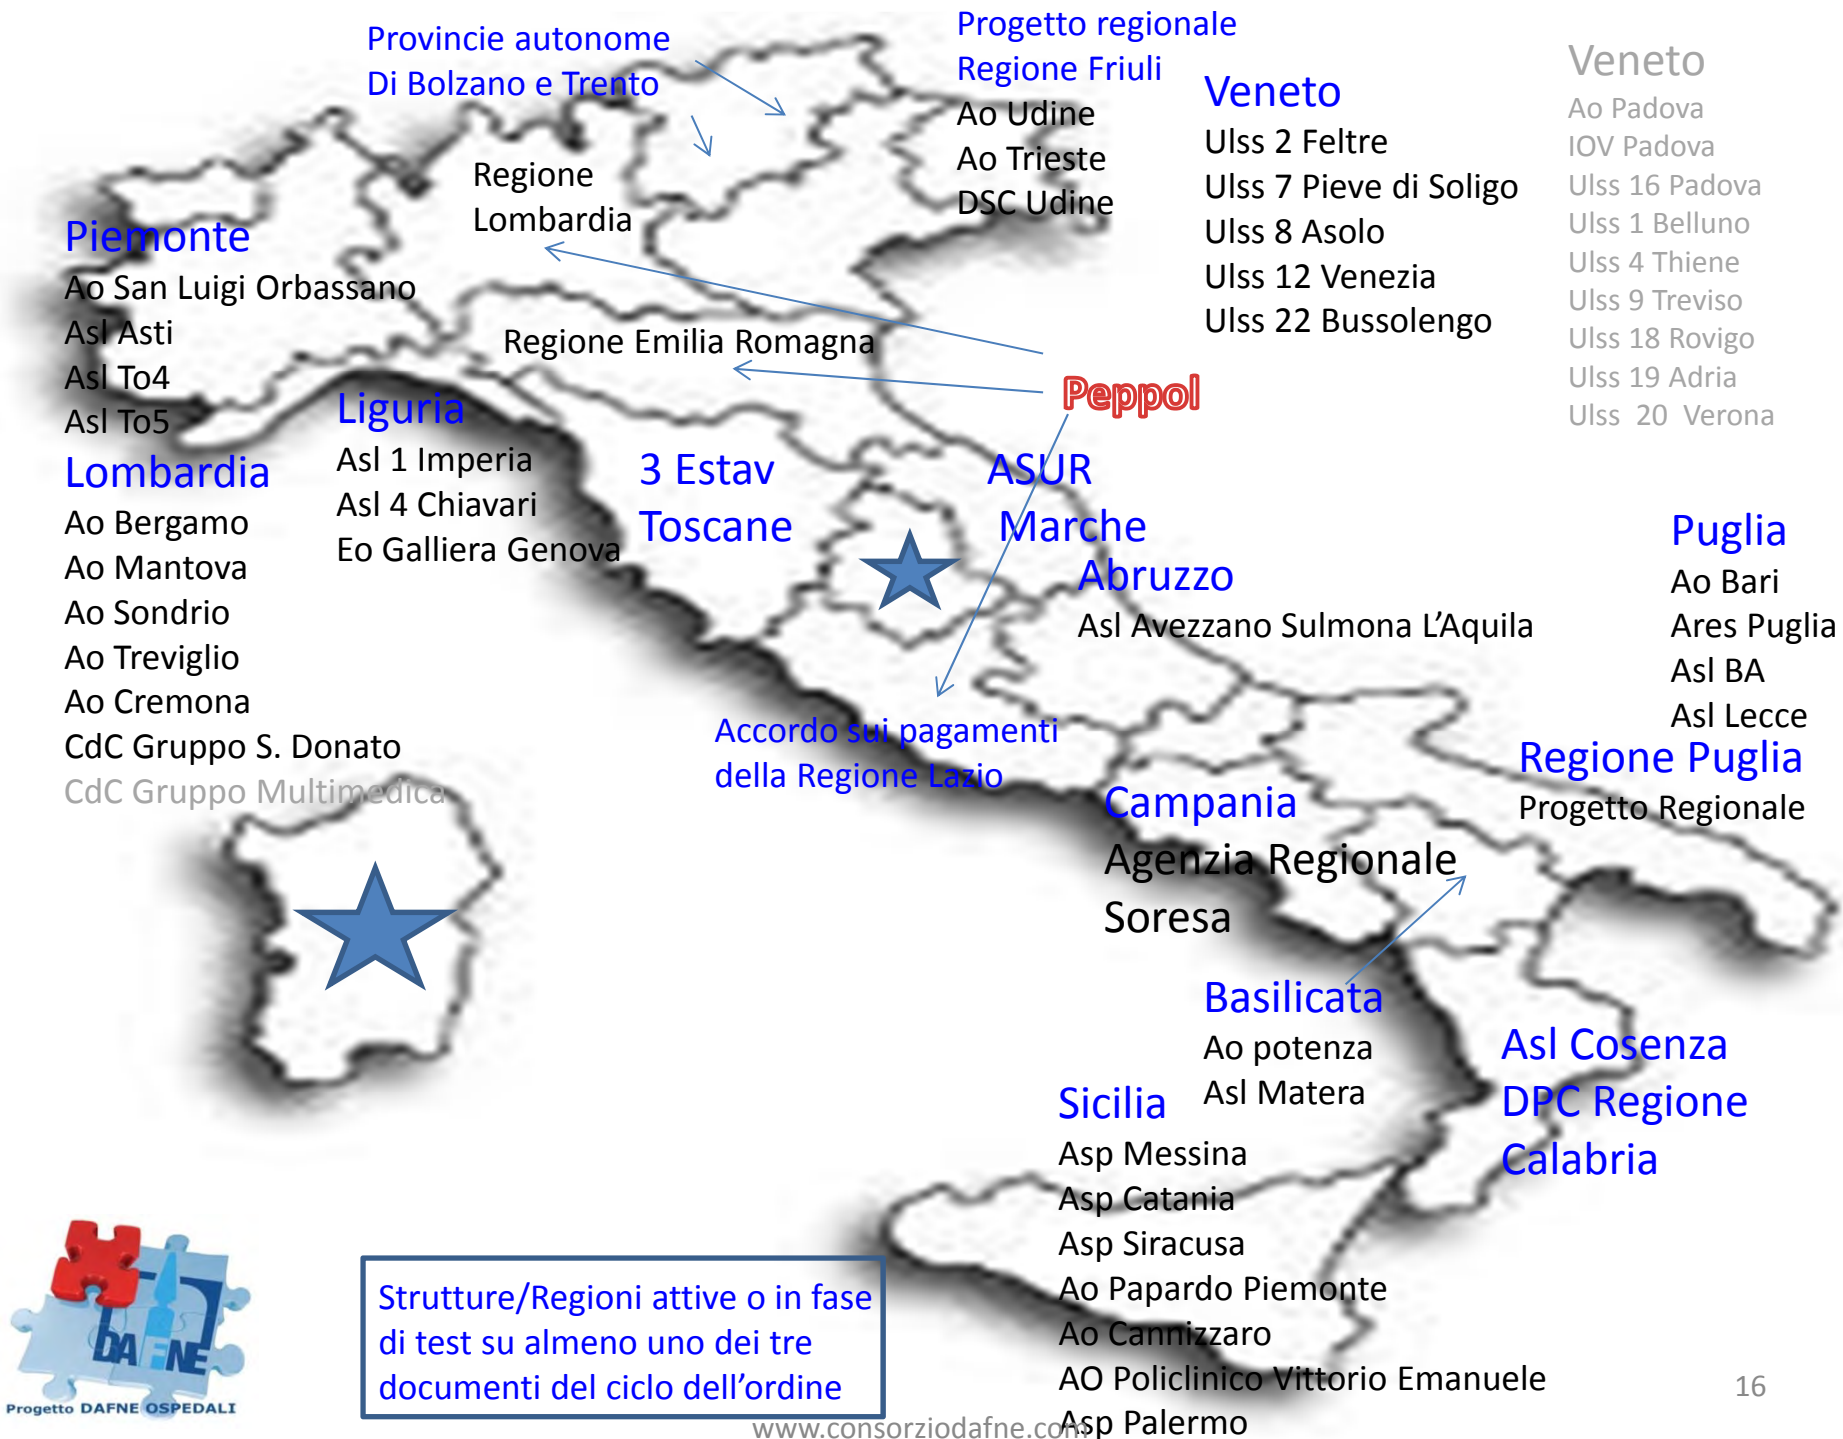 Provincie autonome
Di Bolzano e Trento
Progetto regionale
Regione Friuli
Ao Udine
Ao Trieste
DSC Udine
Veneto
Ulss 2 Feltre
Ulss 7 Pieve di Soligo
Ulss 8 Asolo
Ulss 12 Venezia
Ulss 22 Bussolengo
Veneto
Ao Padova
IOV Padova
Ulss 16 Padova
Ulss 1 Belluno
Ulss 4 Thiene
Ulss 9 Treviso
Ulss 18 Rovigo
Ulss 19 Adria
Ulss 20 Verona
Regione
Lombardia
Piemonte
Ao San Luigi Orbassano
Asl Asti
Asl To4
Asl To5
Regione Emilia Romagna
Peppol
Lombardia
Ao Bergamo
Ao Mantova
Ao Sondrio
Ao Treviglio
Ao Cremona
CdC Gruppo S. Donato
CdC Gruppo Multimedica
Liguria
Asl 1 Imperia
Asl 4 Chiavari
Eo Galliera Genova
3 Estav
Toscane
ASUR
Marche
Abruzzo
Asl Avezzano Sulmona L'Aquila
Puglia
Ao Bari
Ares Puglia
Asl BA
Asl Lecce
Regione Puglia
Progetto Regionale
Accordo sui pagamenti
della Regione Lazio
Campania
Agenzia Regionale
Soresa
Basilicata
Ao potenza
Asl Matera
Asl Cosenza
DPC Regione
Calabria
Sicilia
Asp Messina
Asp Catania
Asp Siracusa
Ao Papardo Piemonte
Ao Cannizzaro
AO Policlinico Vittorio Emanuele
Asp Palermo
DAFNE
Progetto DAFNE OSPEDALI
Strutture/Regioni attive o in fase
di test su almeno uno dei tre
documenti del ciclo dell'ordine
www.consorziodafne.com
16